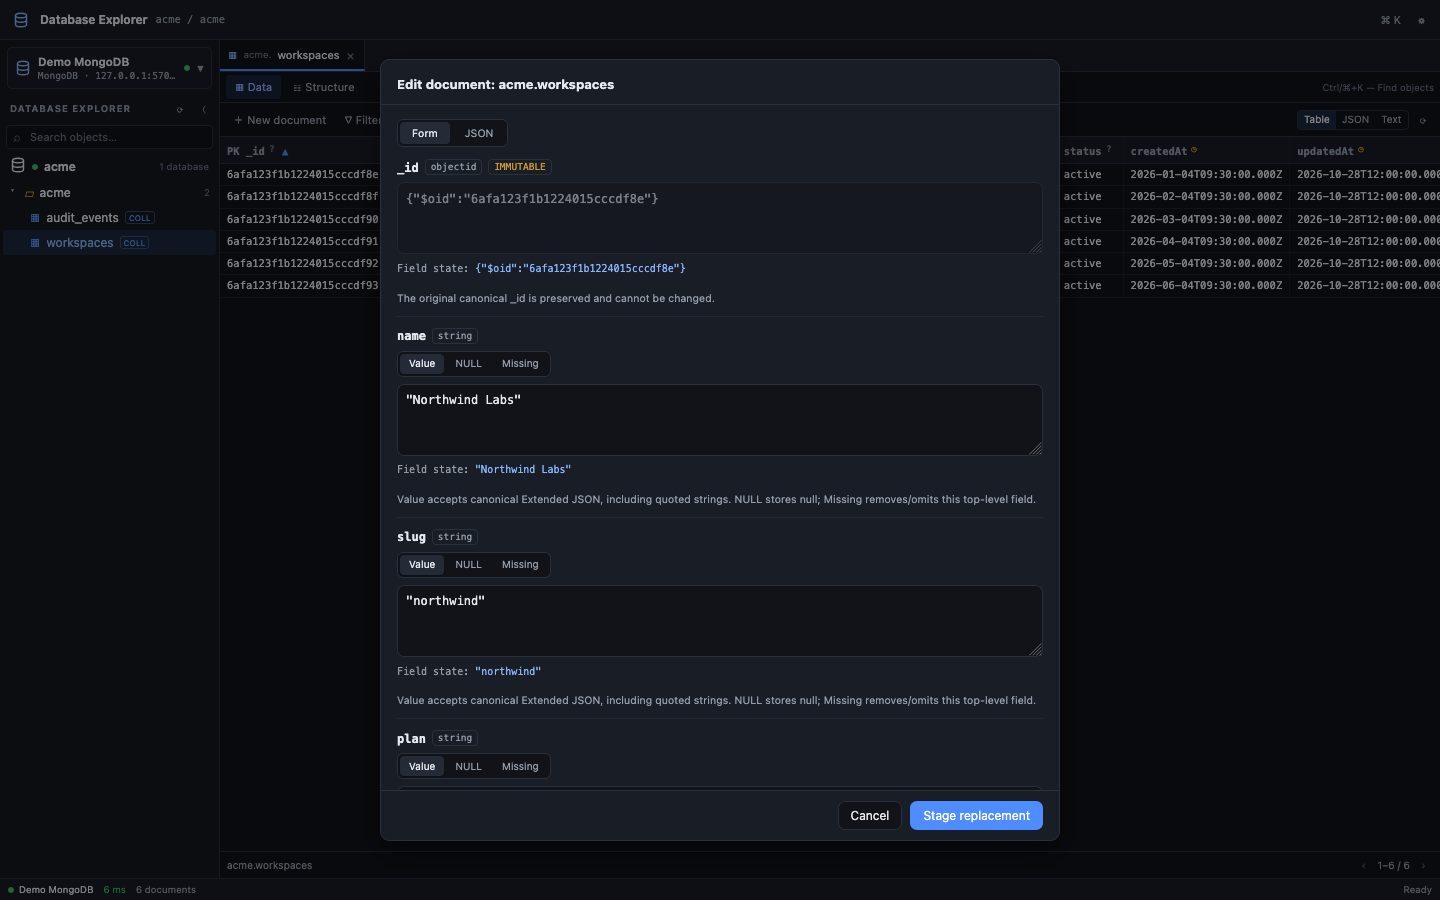 Database Explorer acme / acme
⌘ K
Demo MongoDB
MongoDB · 127.0.0.1:570…
DATABASE EXPLORER
Search objects...
acme 1 database
acme 2
audit_events COLL
workspaces COLL
acme. workspaces ×
Data Structure
Ctrl/⌘+K — Find objects
+ New document Filte
Table JSON Text
PK _id ? ▲ status ? createdAt updatedAt
6afa123f1b1224015cccdf8e active 2026-01-04T09:30:00.000Z 2026-10-28T12:00:00.000
6afa123f1b1224015cccdf8f active 2026-02-04T09:30:00.000Z 2026-10-28T12:00:00.000
6afa123f1b1224015cccdf90 active 2026-03-04T09:30:00.000Z 2026-10-28T12:00:00.000
6afa123f1b1224015cccdf91 active 2026-04-04T09:30:00.000Z 2026-10-28T12:00:00.000
6afa123f1b1224015cccdf92 active 2026-05-04T09:30:00.000Z 2026-10-28T12:00:00.000
6afa123f1b1224015cccdf93 active 2026-06-04T09:30:00.000Z 2026-10-28T12:00:00.000
Edit document: acme.workspaces
Form JSON
_id objectid IMMUTABLE
{"$oid":"6afa123f1b1224015cccdf8e"}
Field state: {"$oid":"6afa123f1b1224015cccdf8e"}
The original canonical _id is preserved and cannot be changed.
name string
Value NULL Missing
"Northwind Labs"
Field state: "Northwind Labs"
Value accepts canonical Extended JSON, including quoted strings. NULL stores null; Missing removes/omits this top-level field.
slug string
Value NULL Missing
"northwind"
Field state: "northwind"
Value accepts canonical Extended JSON, including quoted strings. NULL stores null; Missing removes/omits this top-level field.
plan string
Value NULL Missing
Cancel Stage replacement
acme.workspaces ‹ 1–6 / 6 ›
Demo MongoDB 6 ms 6 documents Ready